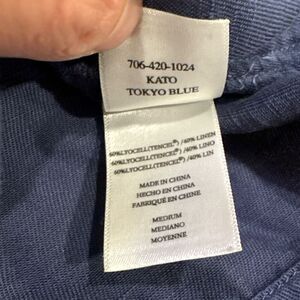 706-420-1024
KATO
TOKYO BLUE
60%LYOCELL(TENCEL®) /40% LINEN
60%LYOCELL(TENCEL®) /40% LINO
60%LYOCELL(TENCEL®) /40% LIN
MADE IN CHINA
HECHO EN CHINA
FABRIQUÉ EN CHINE
MEDIUM
MEDIANO
MOYENNE